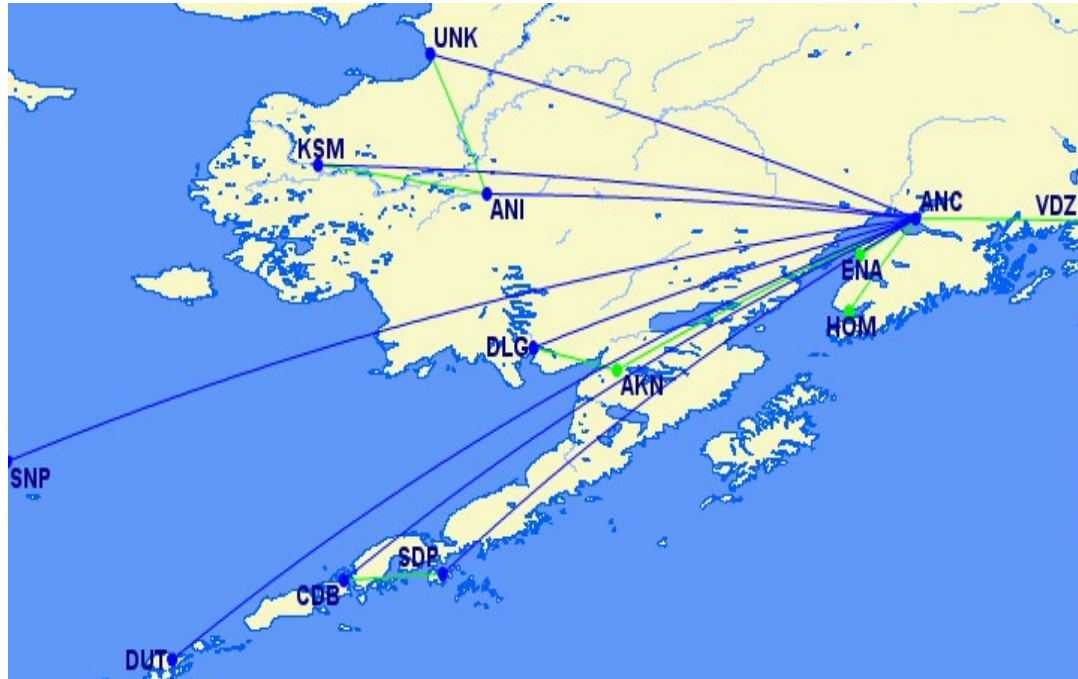 UNK
KSM
ANI
ANC
VDZ
ENA
HOM
DLG
AKN
SNP
SDP
CDB
DUT